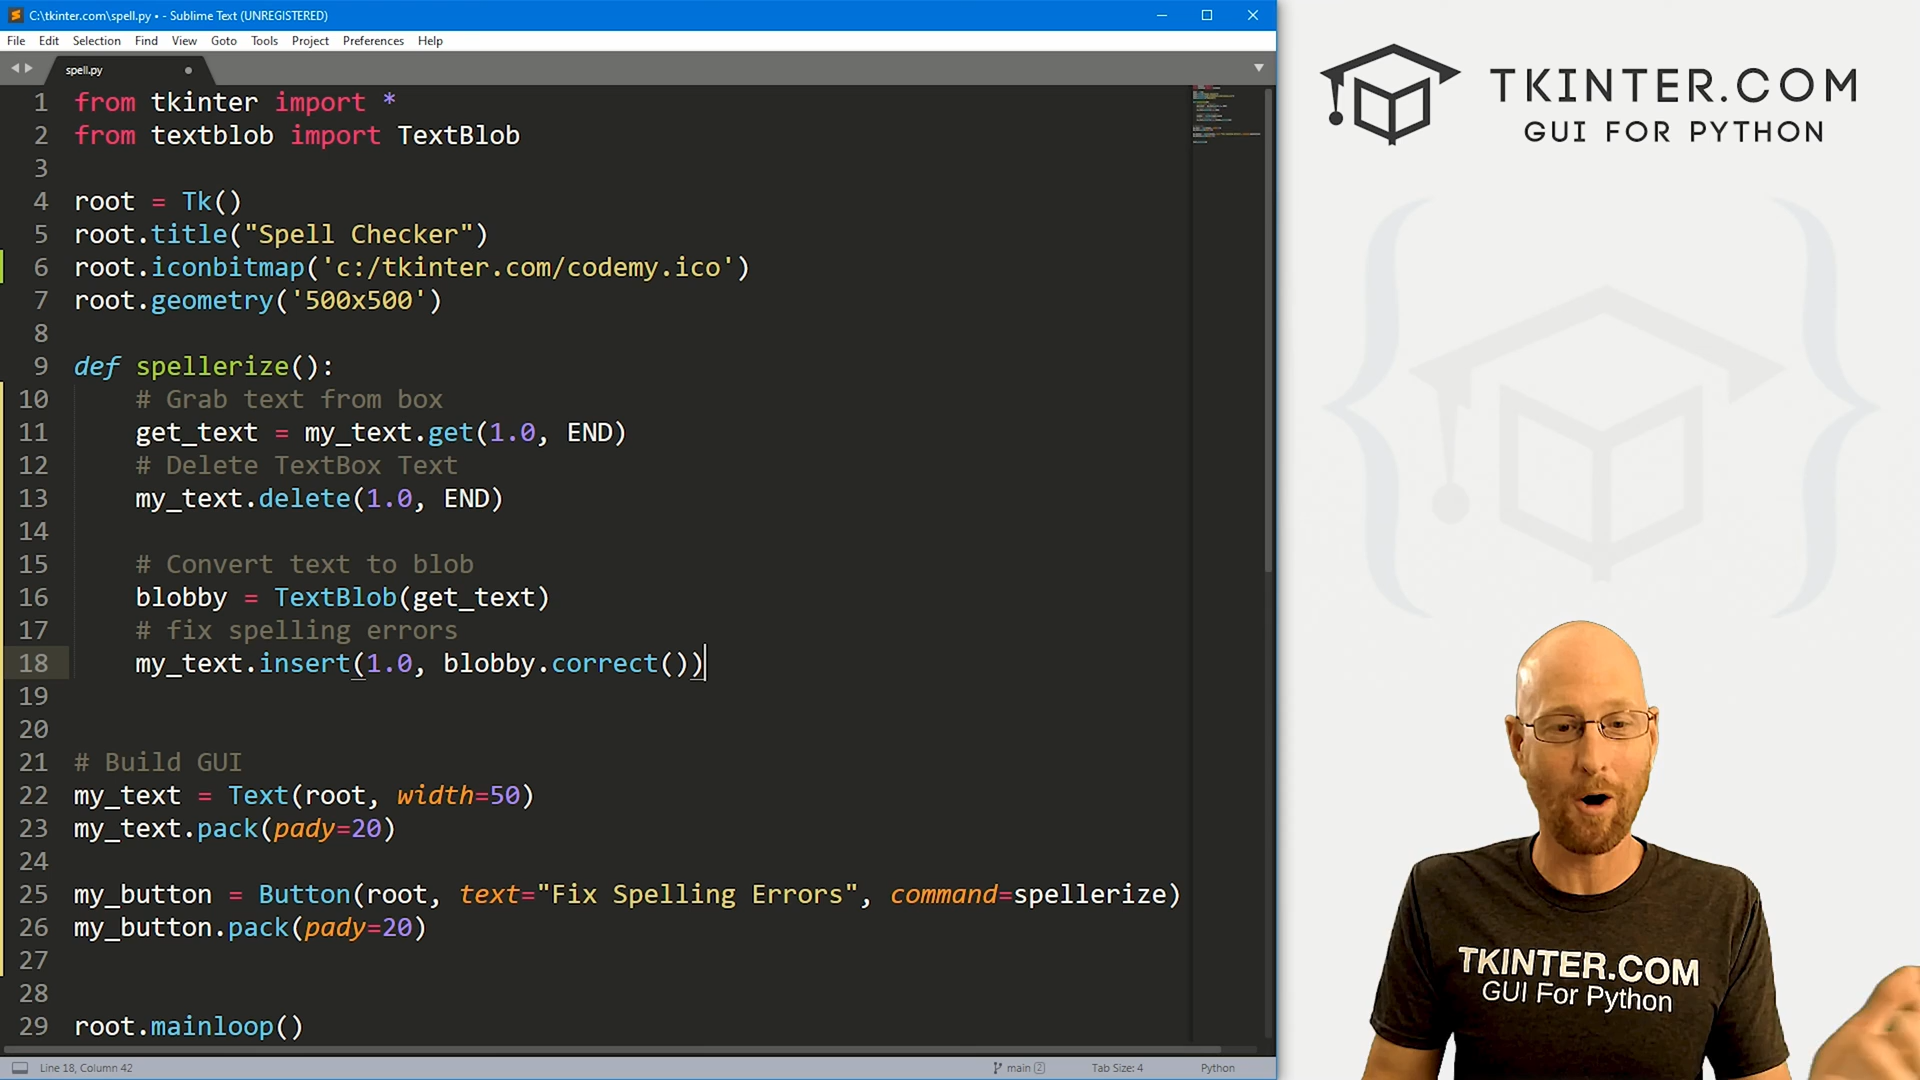 C:\tkinter.com\spell.py • - Sublime Text (UNREGISTERED)
File Edit Selection Find View Goto Tools Project Preferences Help
spell.py
1 from tkinter import *
2 from textblob import TextBlob
3
4 root = Tk()
5 root.title("Spell Checker")
6 root.iconbitmap('c:/tkinter.com/codemy.ico')
7 root.geometry('500x500')
8
9 def spellerize():
10 # Grab text from box
11 get_text = my_text.get(1.0, END)
12 # Delete TextBox Text
13 my_text.delete(1.0, END)
14
15 # Convert text to blob
16 blobby = TextBlob(get_text)
17 # fix spelling errors
18 my_text.insert(1.0, blobby.correct())
19
20
21 # Build GUI
22 my_text = Text(root, width=50)
23 my_text.pack(pady=20)
24
25 my_button = Button(root, text="Fix Spelling Errors", command=spellerize)
26 my_button.pack(pady=20)
27
28
29 root.mainloop()
Line 18, Column 42
main 2
Tab Size: 4
Python
TKINTER.COM
GUI FOR PYTHON
TKINTER.COM
GUI For Python